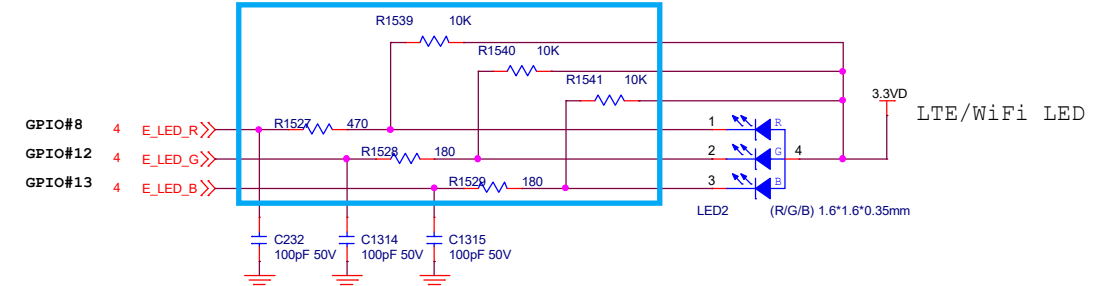 R1539 10K
R1540 10K
R1541 10K
3.3VD
LTE/WiFi LED
GPIO#8 4 E_LED_R R1527 470 1 R
GPIO#12 4 E_LED_G R1528 180 2 G 4
GPIO#13 4 E_LED_B R1529 180 3 B
LED2 (R/G/B) 1.6*1.6*0.35mm
C232 C1314 C1315
100pF 50V 100pF 50V 100pF 50V